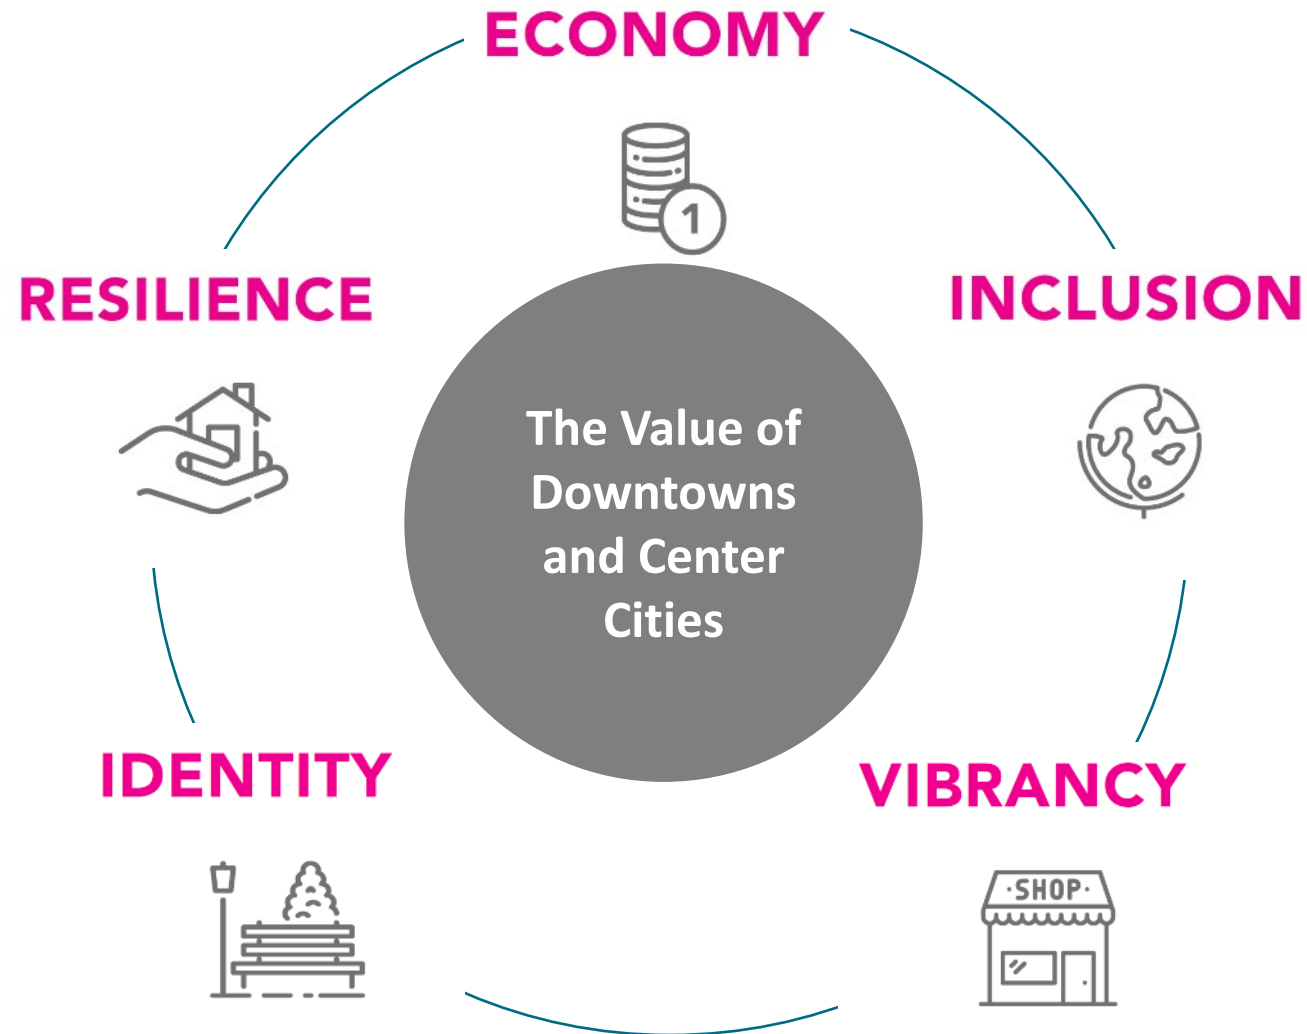 ECONOMY
1
RESILIENCE
INCLUSION
The Value of
Downtowns
and Center
Cities
IDENTITY
VIBRANCY
·SHOP·